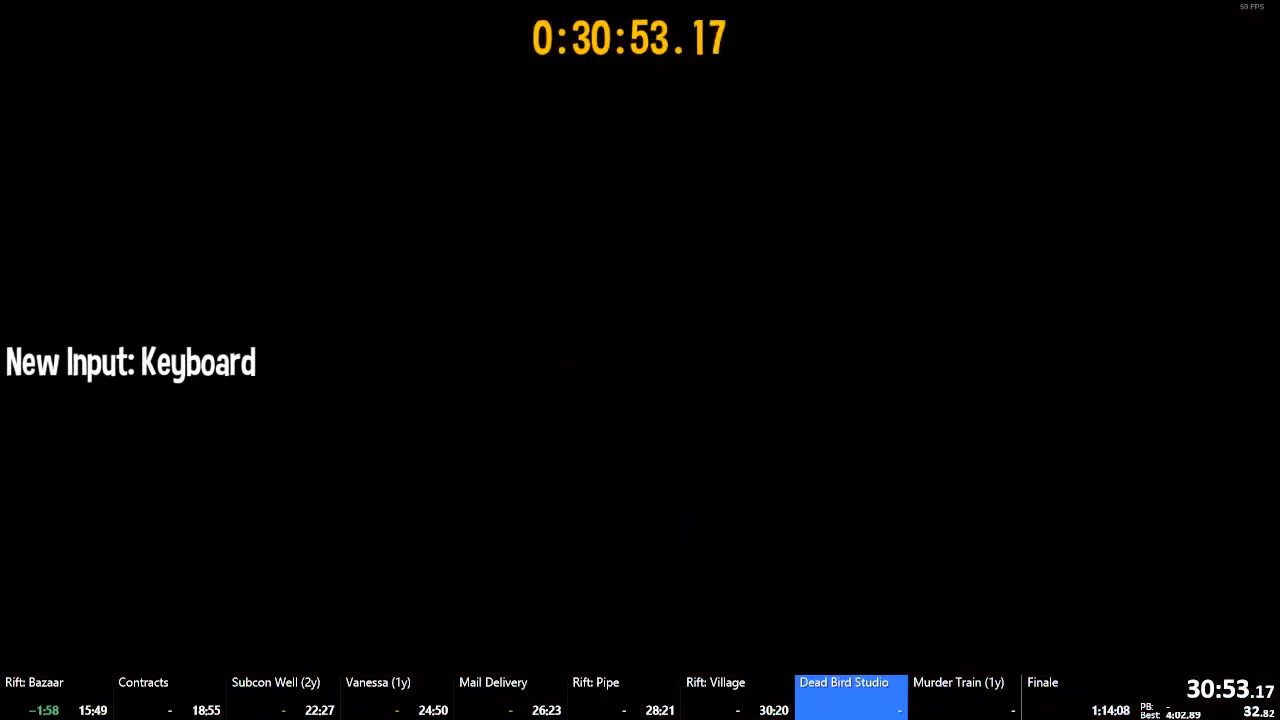 59 FPS
0:30:53.17
New Input: Keyboard
Rift: Bazaar Contracts Subcon Well (2y) Vanessa (1y) Mail Delivery Rift: Pipe Rift: Village Dead Bird Studio Murder Train (1y) Finale 30:53.17
−1:58 15:49 - 18:55 - 22:27 - 24:50 - 26:23 - 28:21 - 30:20 - - 1:14:08 PB: -
Best: 4:02.89 32.82